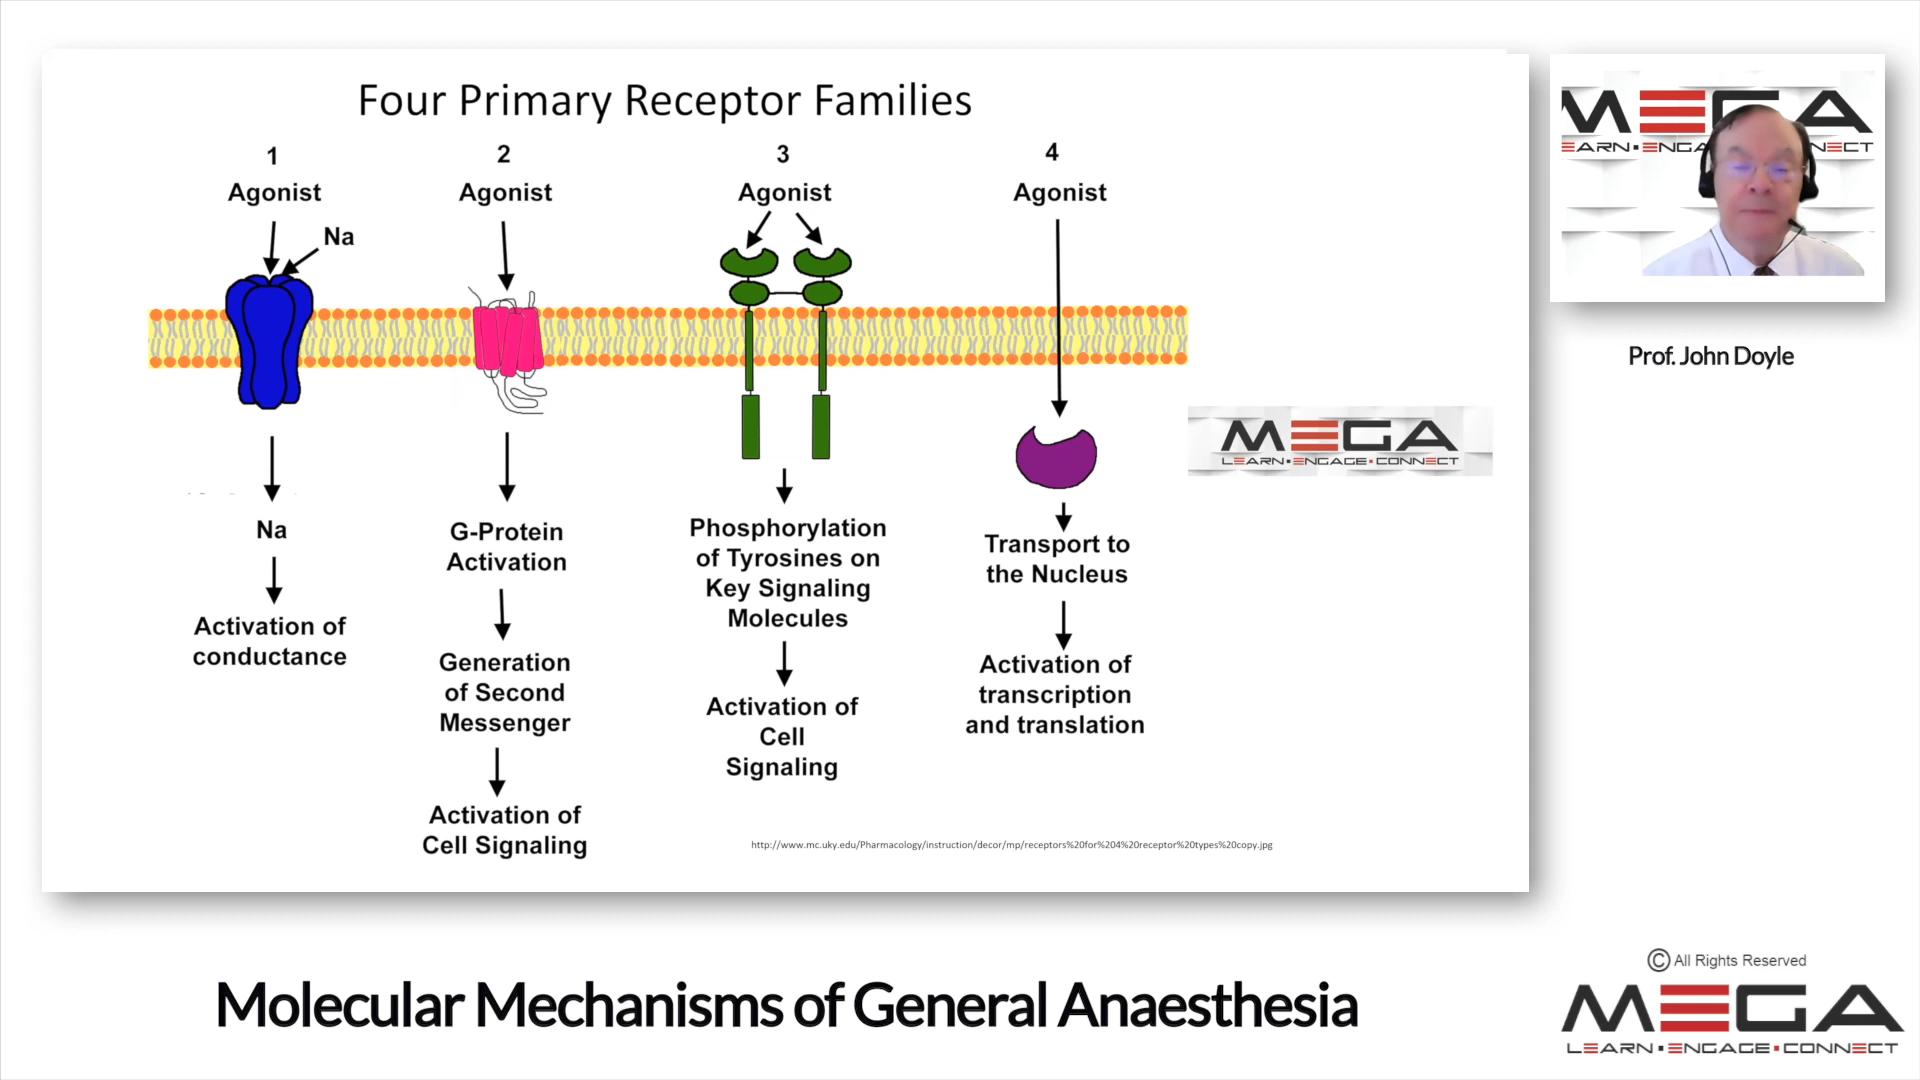 Four Primary Receptor Families
1
Agonist
Na
Na
Activation of
conductance
2
Agonist
G-Protein
Activation
Generation
of Second
Messenger
Activation of
Cell Signaling
3
Agonist
Phosphorylation
of Tyrosines on
Key Signaling
Molecules
Activation of
Cell
Signaling
4
Agonist
Transport to
the Nucleus
Activation of
transcription
and translation
http://www.mc.uky.edu/Pharmacology/instruction/decor/mp/receptors%20for%204%20receptor%20types%20copy.jpg
MEGA
LEARN▪ENGAGE▪CONNECT
Prof. John Doyle
Molecular Mechanisms of General Anaesthesia
© All Rights Reserved
MEGA
LEARN▪ENGAGE▪CONNECT